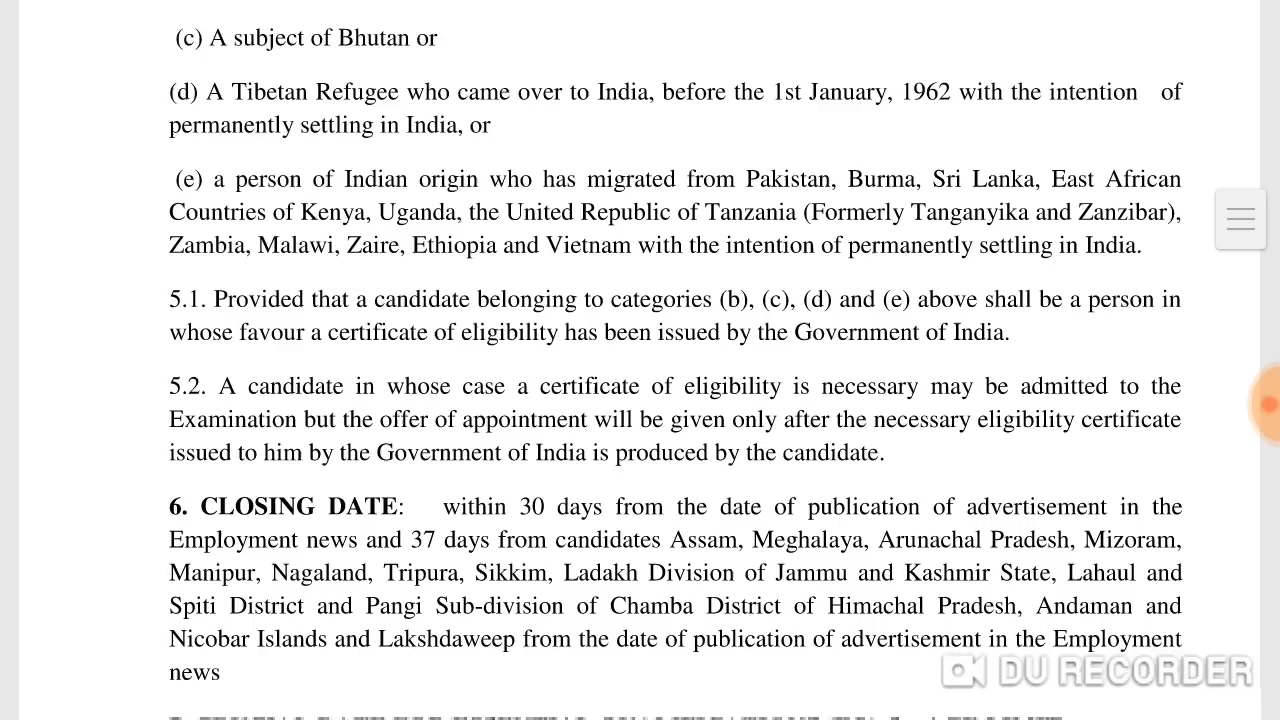 (c) A subject of Bhutan or
(d) A Tibetan Refugee who came over to India, before the 1st January, 1962 with the intention of
permanently settling in India, or
(e) a person of Indian origin who has migrated from Pakistan, Burma, Sri Lanka, East African
Countries of Kenya, Uganda, the United Republic of Tanzania (Formerly Tanganyika and Zanzibar),
Zambia, Malawi, Zaire, Ethiopia and Vietnam with the intention of permanently settling in India.
5.1. Provided that a candidate belonging to categories (b), (c), (d) and (e) above shall be a person in
whose favour a certificate of eligibility has been issued by the Government of India.
5.2. A candidate in whose case a certificate of eligibility is necessary may be admitted to the
Examination but the offer of appointment will be given only after the necessary eligibility certificate
issued to him by the Government of India is produced by the candidate.
6. CLOSING DATE: within 30 days from the date of publication of advertisement in the
Employment news and 37 days from candidates Assam, Meghalaya, Arunachal Pradesh, Mizoram,
Manipur, Nagaland, Tripura, Sikkim, Ladakh Division of Jammu and Kashmir State, Lahaul and
Spiti District and Pangi Sub-division of Chamba District of Himachal Pradesh, Andaman and
Nicobar Islands and Lakshdaweep from the date of publication of advertisement in the Employment
news
DU RECORDER